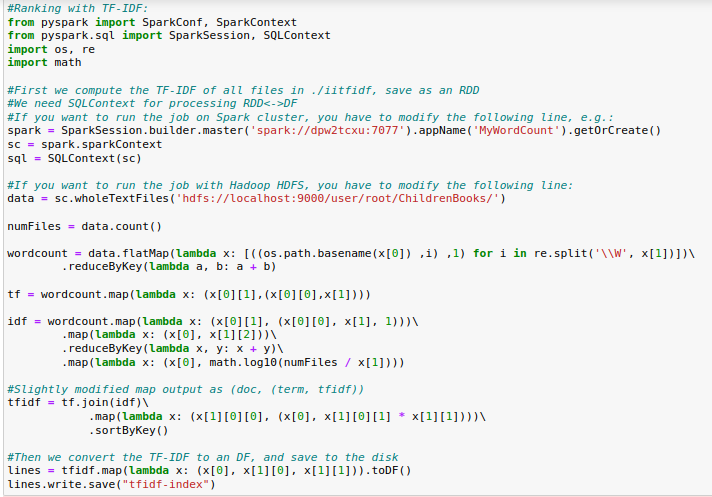 #Ranking with TF-IDF:
from pyspark import SparkConf, SparkContext
from pyspark.sql import SparkSession, SQLContext
import os, re
import math
#First we compute the TF-IDF of all files in ./iitfidf, save as an RDD
#We need SQLContext for processing RDD<->DF
#If you want to run the job on Spark cluster, you have to modify the following line, e.g.:
spark = SparkSession.builder.master('spark://dpw2tcxu:7077').appName('MyWordCount').getOrCreate()
sc = spark.sparkContext
sql = SQLContext(sc)
#If you want to run the job with Hadoop HDFS, you have to modify the following line:
data = sc.wholeTextFiles('hdfs://localhost:9000/user/root/ChildrenBooks/')
numFiles = data.count()
wordcount = data.flatMap(lambda x: [((os.path.basename(x[0]) ,i) ,1) for i in re.split('\\W', x[1])])\
        .reduceByKey(lambda a, b: a + b)
tf = wordcount.map(lambda x: (x[0][1],(x[0][0],x[1])))
idf = wordcount.map(lambda x: (x[0][1], (x[0][0], x[1], 1)))\
        .map(lambda x: (x[0], x[1][2]))\
        .reduceByKey(lambda x, y: x + y)\
        .map(lambda x: (x[0], math.log10(numFiles / x[1])))
#Slightly modified map output as (doc, (term, tfidf))
tfidf = tf.join(idf)\
            .map(lambda x: (x[1][0][0], (x[0], x[1][0][1] * x[1][1])))\
            .sortByKey()
#Then we convert the TF-IDF to an DF, and save to the disk
lines = tfidf.map(lambda x: (x[0], x[1][0], x[1][1])).toDF()
lines.write.save("tfidf-index")